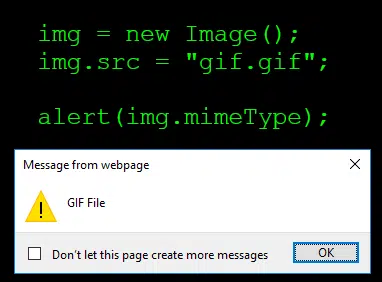 img = new Image();
img.src = "gif.gif";
alert(img.mimeType);
Message from webpage
GIF File
Don't let this page create more messages
OK